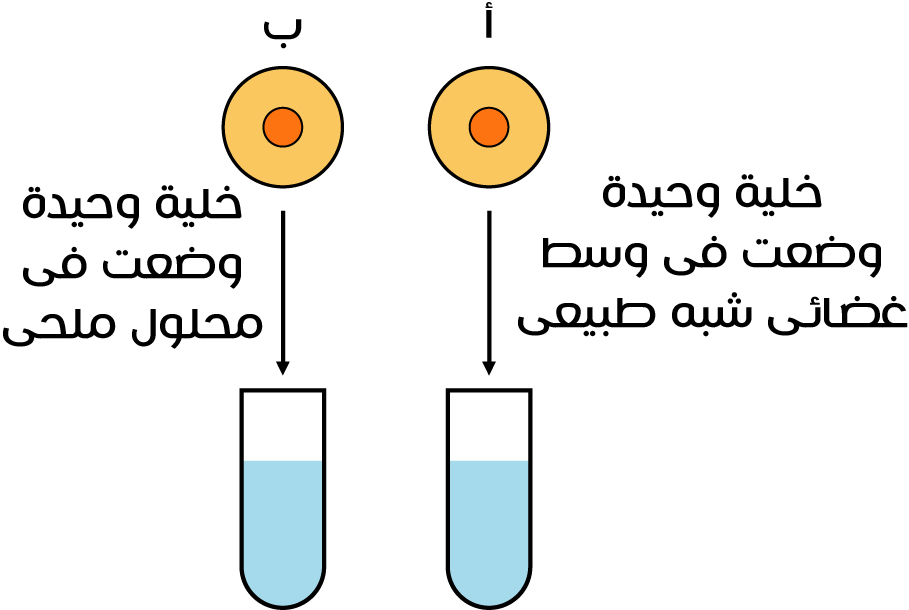 أ
خلية وحيدة
وضعت فى وسط
غضائى شبه طبيعى
ب
خلية وحيدة
وضعت فى
محلول ملحى